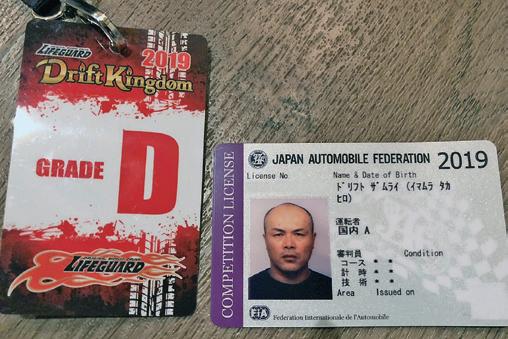 LIFEGUARD
2019
Drift Kingdom
GRADE D
LIFEGUARD
COMPETITION LICENSE
JAPAN AUTOMOBILE FEDERATION 2019
License No
Name & Date of Birth
ドリフト ザムライ (イマムラ タカ
ヒロ)
運転者
国内 A
審判員 Condition
コース * *
計時 * *
技術 * *
Area Issued on
FIA Federation Internationale de l'Automobile